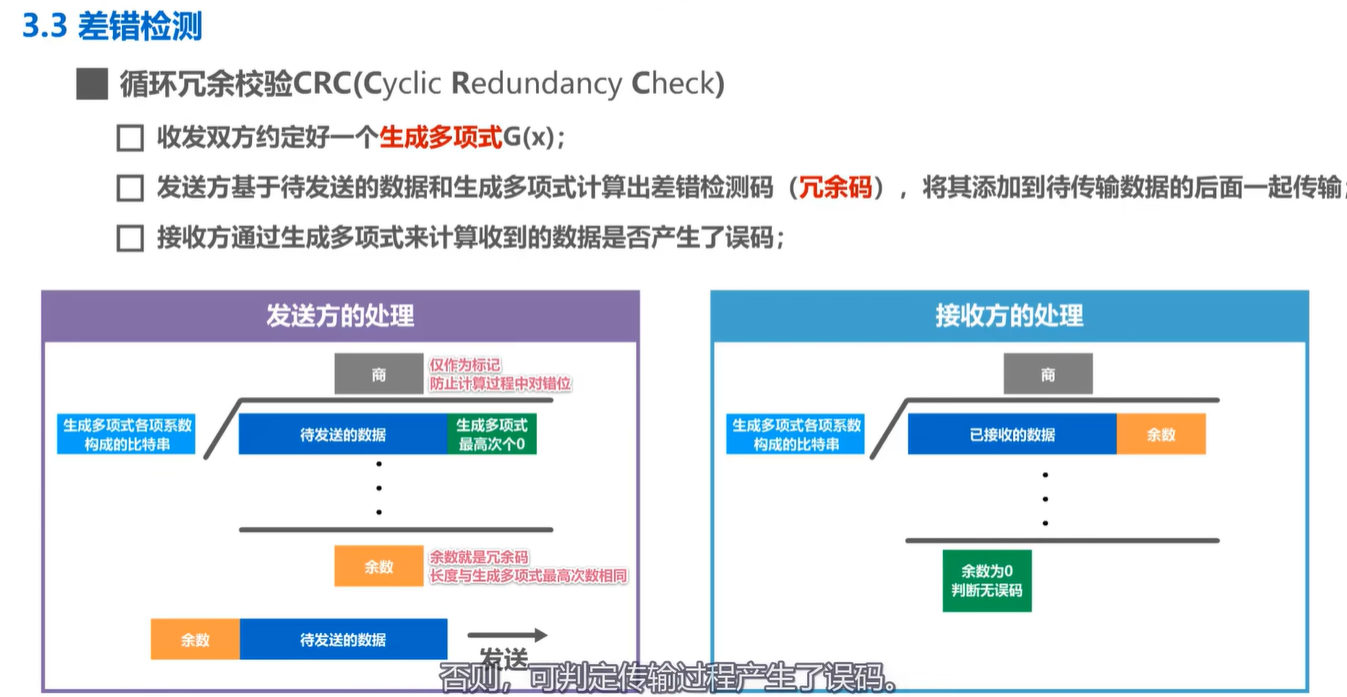 3.3 差错检测
循环冗余校验CRC(Cyclic Redundancy Check)
收发双方约定好一个生成多项式G(x);
发送方基于待发送的数据和生成多项式计算出差错检测码（冗余码），将其添加到待传输数据的后面一起传输;
接收方通过生成多项式来计算收到的数据是否产生了误码;
发送方的处理
商
仅作为标记
防止计算过程中对错位
生成多项式各项系数
构成的比特串
待发送的数据
生成多项式
最高次个0
余数
余数就是冗余码
长度与生成多项式最高次数相同
余数
待发送的数据
发送
接收方的处理
商
生成多项式各项系数
构成的比特串
已接收的数据
余数
余数为0
判断无误码
否则，可判定传输过程产生了误码。